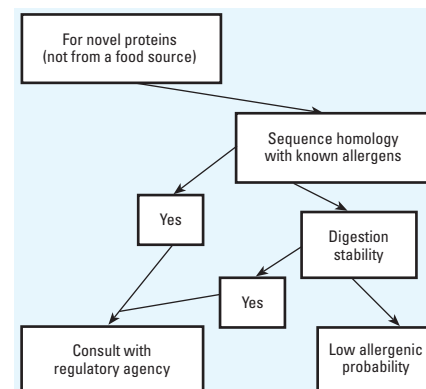 For novel proteins
(not from a food source)
Sequence homology
with known allergens
Yes
Digestion
stability
Yes
Consult with
regulatory agency
Low allergenic
probability